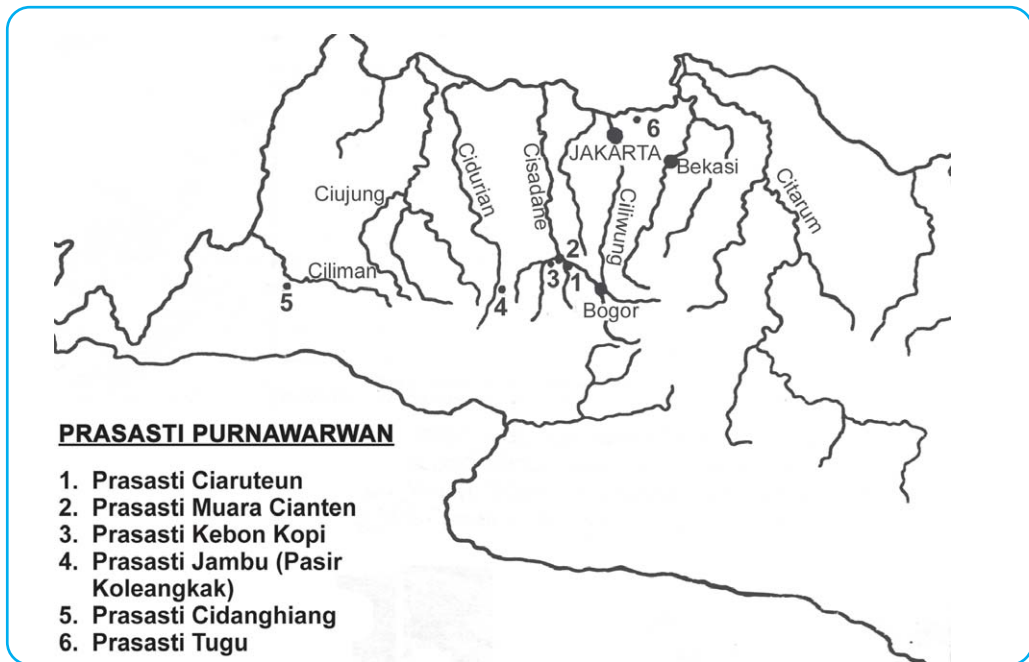 6
JAKARTA
Bekasi
Cidurian
Cisadane
Ciliwung
Citarum
Ciujung
Ciliman
2
3
1
5
4
Bogor
PRASASTI PURNAWARWAN
1. Prasasti Ciaruteun
2. Prasasti Muara Cianten
3. Prasasti Kebon Kopi
4. Prasasti Jambu (Pasir
Koleangkak)
5. Prasasti Cidanghiang
6. Prasasti Tugu